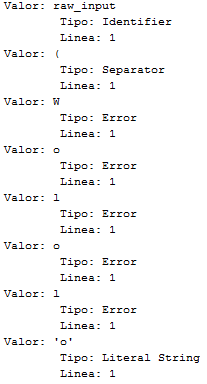 Valor: raw_input
Tipo: Identifier
Linea: 1
Valor: (
Tipo: Separator
Linea: 1
Valor: W
Tipo: Error
Linea: 1
Valor: o
Tipo: Error
Linea: 1
Valor: l
Tipo: Error
Linea: 1
Valor: o
Tipo: Error
Linea: 1
Valor: l
Tipo: Error
Linea: 1
Valor: 'o'
Tipo: Literal String
Linea: 1